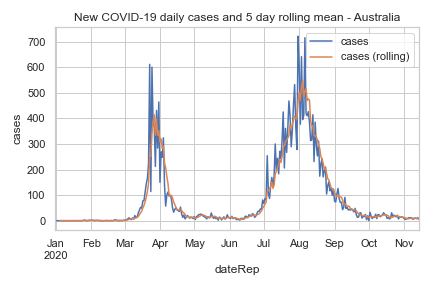 New COVID-19 daily cases and 5 day rolling mean - Australia
cases
cases (rolling)
700
600
500
400
300
200
100
0
cases
Jan Feb Mar Apr May Jun Jul Aug Sep Oct Nov
2020
dateRep